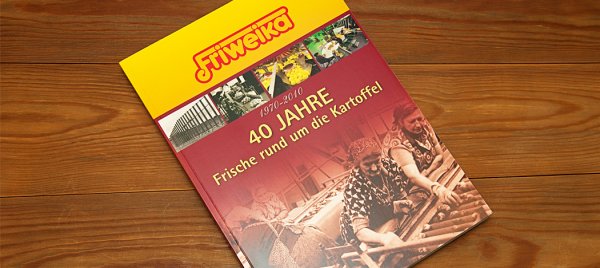 Friweika
1970-2010
40 JAHRE
Frische rund um die Kartoffel